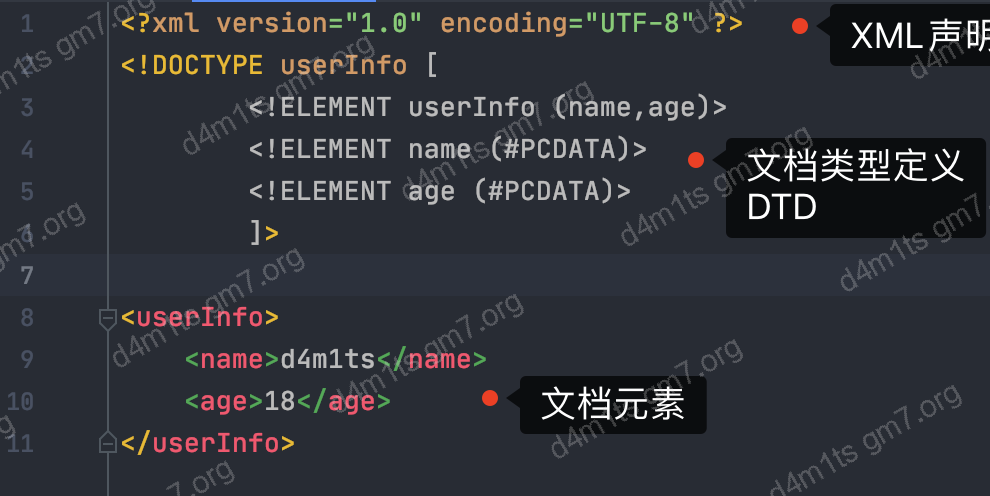 1 <?xml version="1.0" encoding="UTF-8" ?>
XML声明
<!DOCTYPE userInfo [
3 <!ELEMENT userInfo (name,age)>
4 <!ELEMENT name (#PCDATA)>
文档类型定义
DTD
5 <!ELEMENT age (#PCDATA)>
]>
7
8 <userInfo>
9 <name>d4m1ts</name>
10 <age>18</age>
文档元素
11 </userInfo>
d4m1ts gm7.org